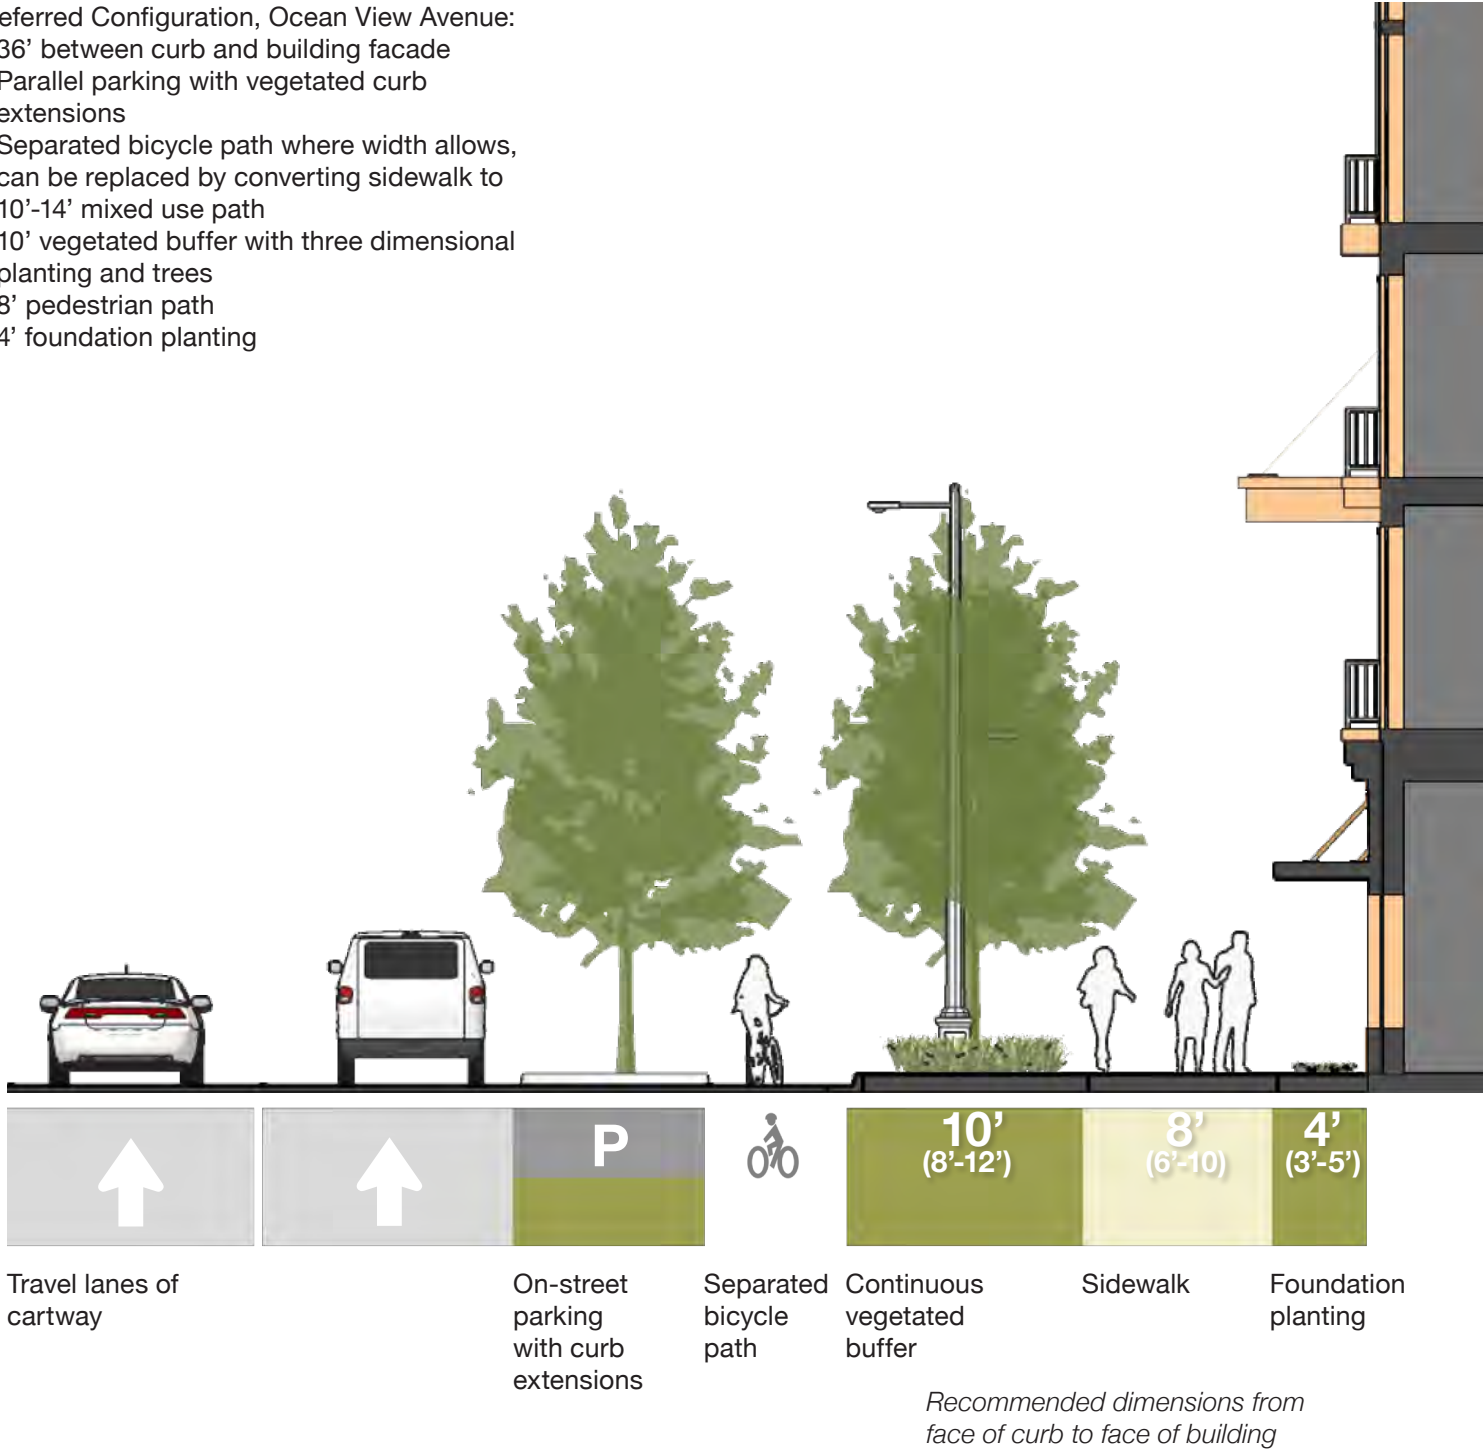 eferred Configuration, Ocean View Avenue:
36’ between curb and building facade
Parallel parking with vegetated curb
extensions
Separated bicycle path where width allows,
can be replaced by converting sidewalk to
10’-14’ mixed use path
10’ vegetated buffer with three dimensional
planting and trees
8’ pedestrian path
4’ foundation planting
P
10’
(8’-12’)
8’
(6’-10)
4’
(3’-5’)
Travel lanes of
cartway
On-street
parking
with curb
extensions
Separated
bicycle
path
Continuous
vegetated
buffer
Sidewalk
Foundation
planting
Recommended dimensions from
face of curb to face of building